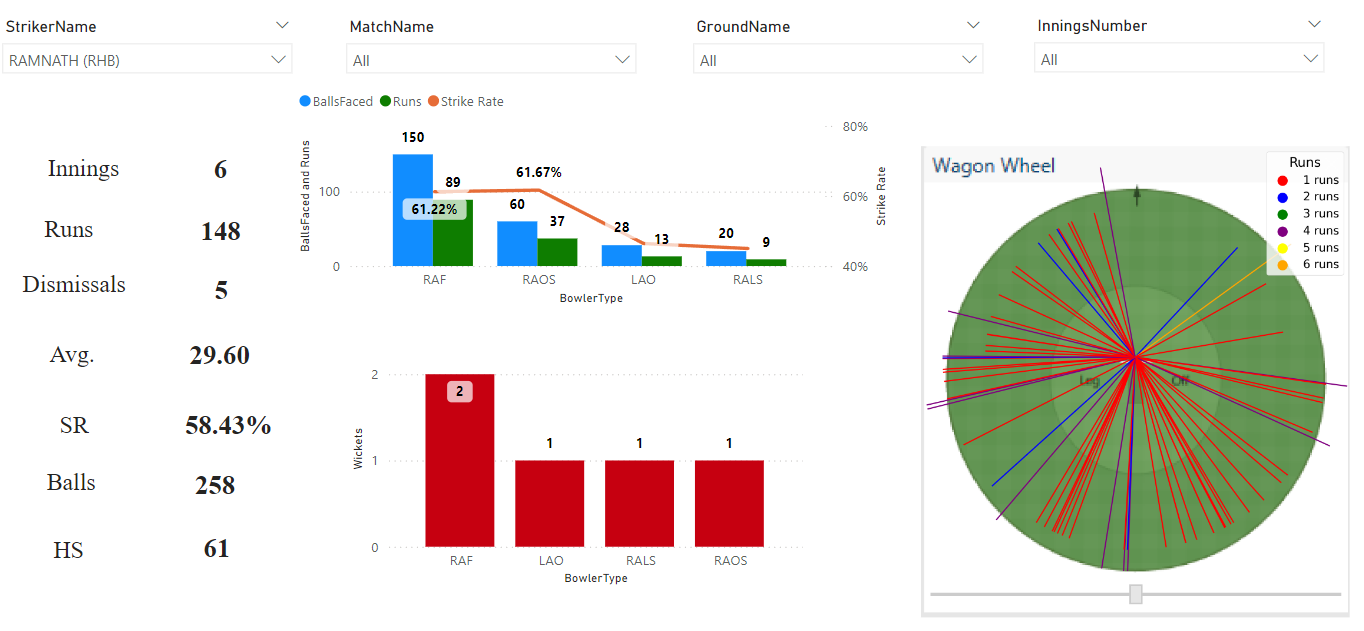 StrikerName
RAMNATH (RHB)
MatchName
All
GroundName
All
InningsNumber
All
Innings 6
Runs 148
Dismissals 5
Avg. 29.60
SR 58.43%
Balls 258
HS 61
BallsFaced Runs Strike Rate
BallsFaced and Runs
100
0
150
89
61.22%
61.67%
60
37
28
13
20
9
80%
60%
40%
Strike Rate
RAF RAOS LAO RALS
BowlerType
Wickets
2
1
0
2
1
1
1
RAF LAO RALS RAOS
BowlerType
Wagon Wheel
Runs
1 runs
2 runs
3 runs
4 runs
5 runs
6 runs
Leg Off